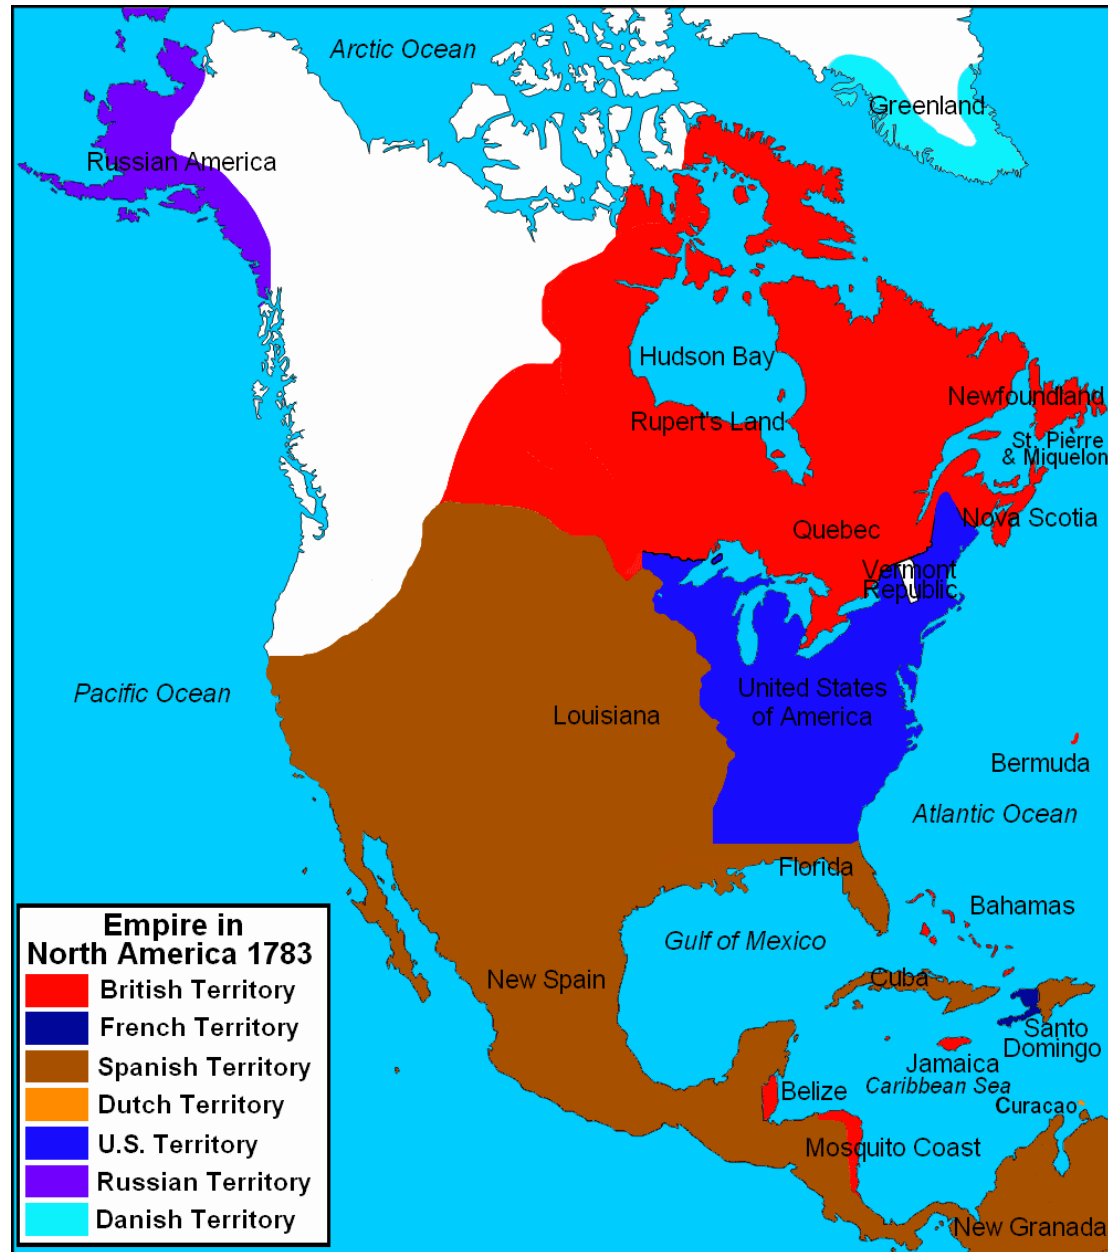 Arctic Ocean
Greenland
Russian America
Hudson Bay
Newfoundland
Rupert's Land
St. Pierre
& Miquelon
Quebec
Nova Scotia
Vermont
Republic
Pacific Ocean
United States
of America
Louisiana
Bermuda
Atlantic Ocean
Florida
Bahamas
Gulf of Mexico
New Spain
Cuba
Santo
Domingo
Jamaica
Caribbean Sea
Belize
Curacao
Mosquito Coast
New Granada
Empire in
North America 1783
British Territory
French Territory
Spanish Territory
Dutch Territory
U.S. Territory
Russian Territory
Danish Territory